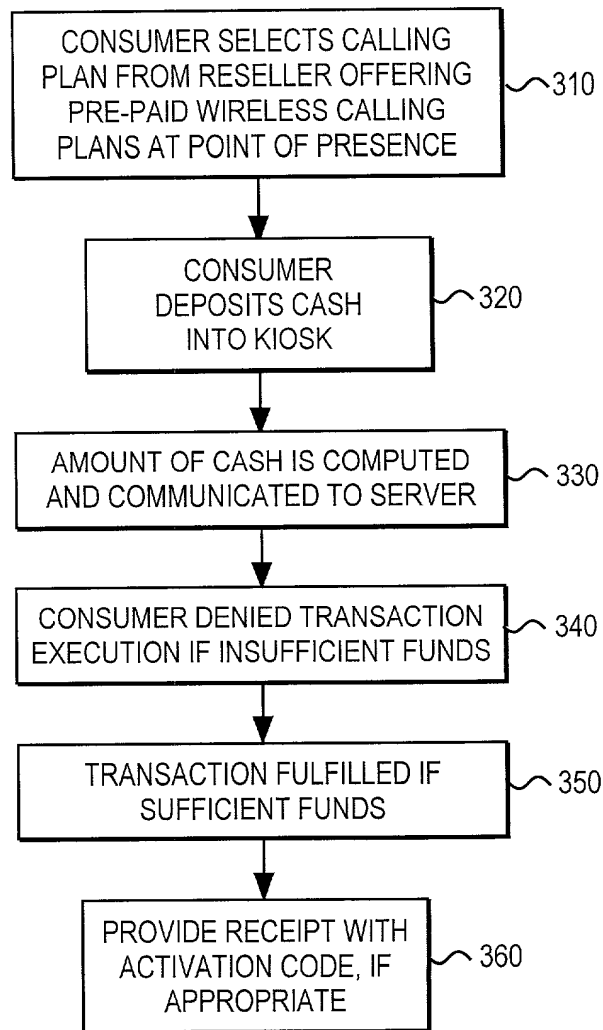 CONSUMER SELECTS CALLING
PLAN FROM RESELLER OFFERING
PRE-PAID WIRELESS CALLING
PLANS AT POINT OF PRESENCE
310
CONSUMER
DEPOSITS CASH
INTO KIOSK
320
AMOUNT OF CASH IS COMPUTED
AND COMMUNICATED TO SERVER
330
CONSUMER DENIED TRANSACTION
EXECUTION IF INSUFFICIENT FUNDS
340
TRANSACTION FULFILLED IF
SUFFICIENT FUNDS
350
PROVIDE RECEIPT WITH
ACTIVATION CODE, IF
APPROPRIATE
360